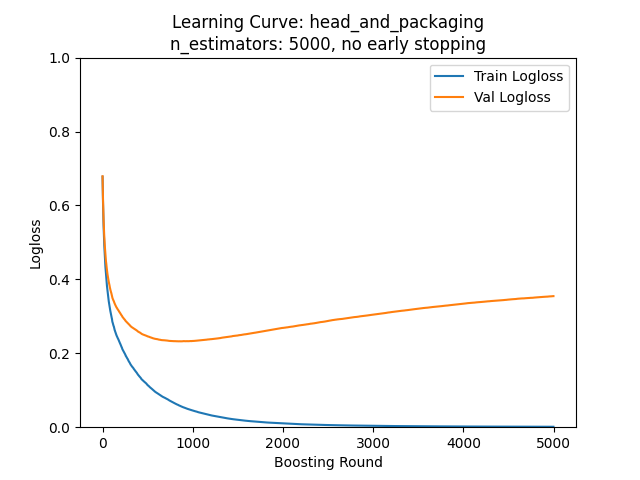 Learning Curve: head_and_packaging
n_estimators: 5000, no early stopping
Train Logloss
Val Logloss
Logloss
1.0
0.8
0.6
0.4
0.2
0.0
0
1000
2000
3000
4000
5000
Boosting Round